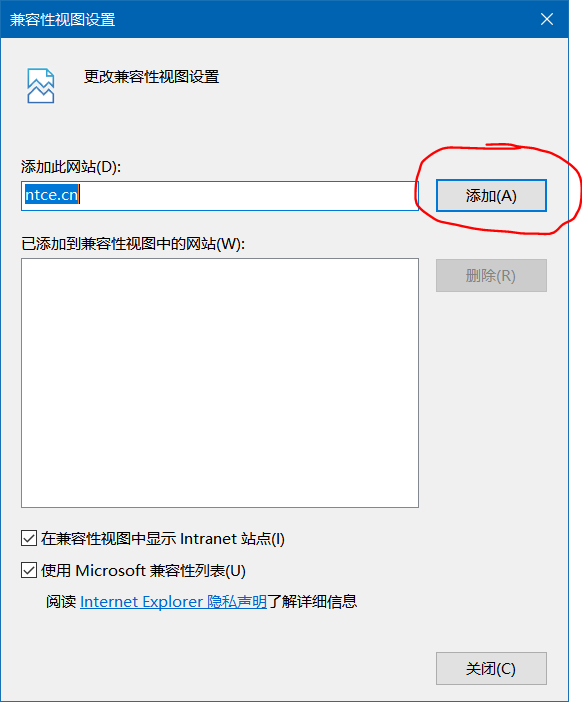 兼容性视图设置
更改兼容性视图设置
添加此网站(D):
ntce.cn
添加(A)
已添加到兼容性视图中的网站(W):
删除(R)
在兼容性视图中显示 Intranet 站点(I)
使用 Microsoft 兼容性列表(U)
阅读 Internet Explorer 隐私声明了解详细信息
关闭(C)